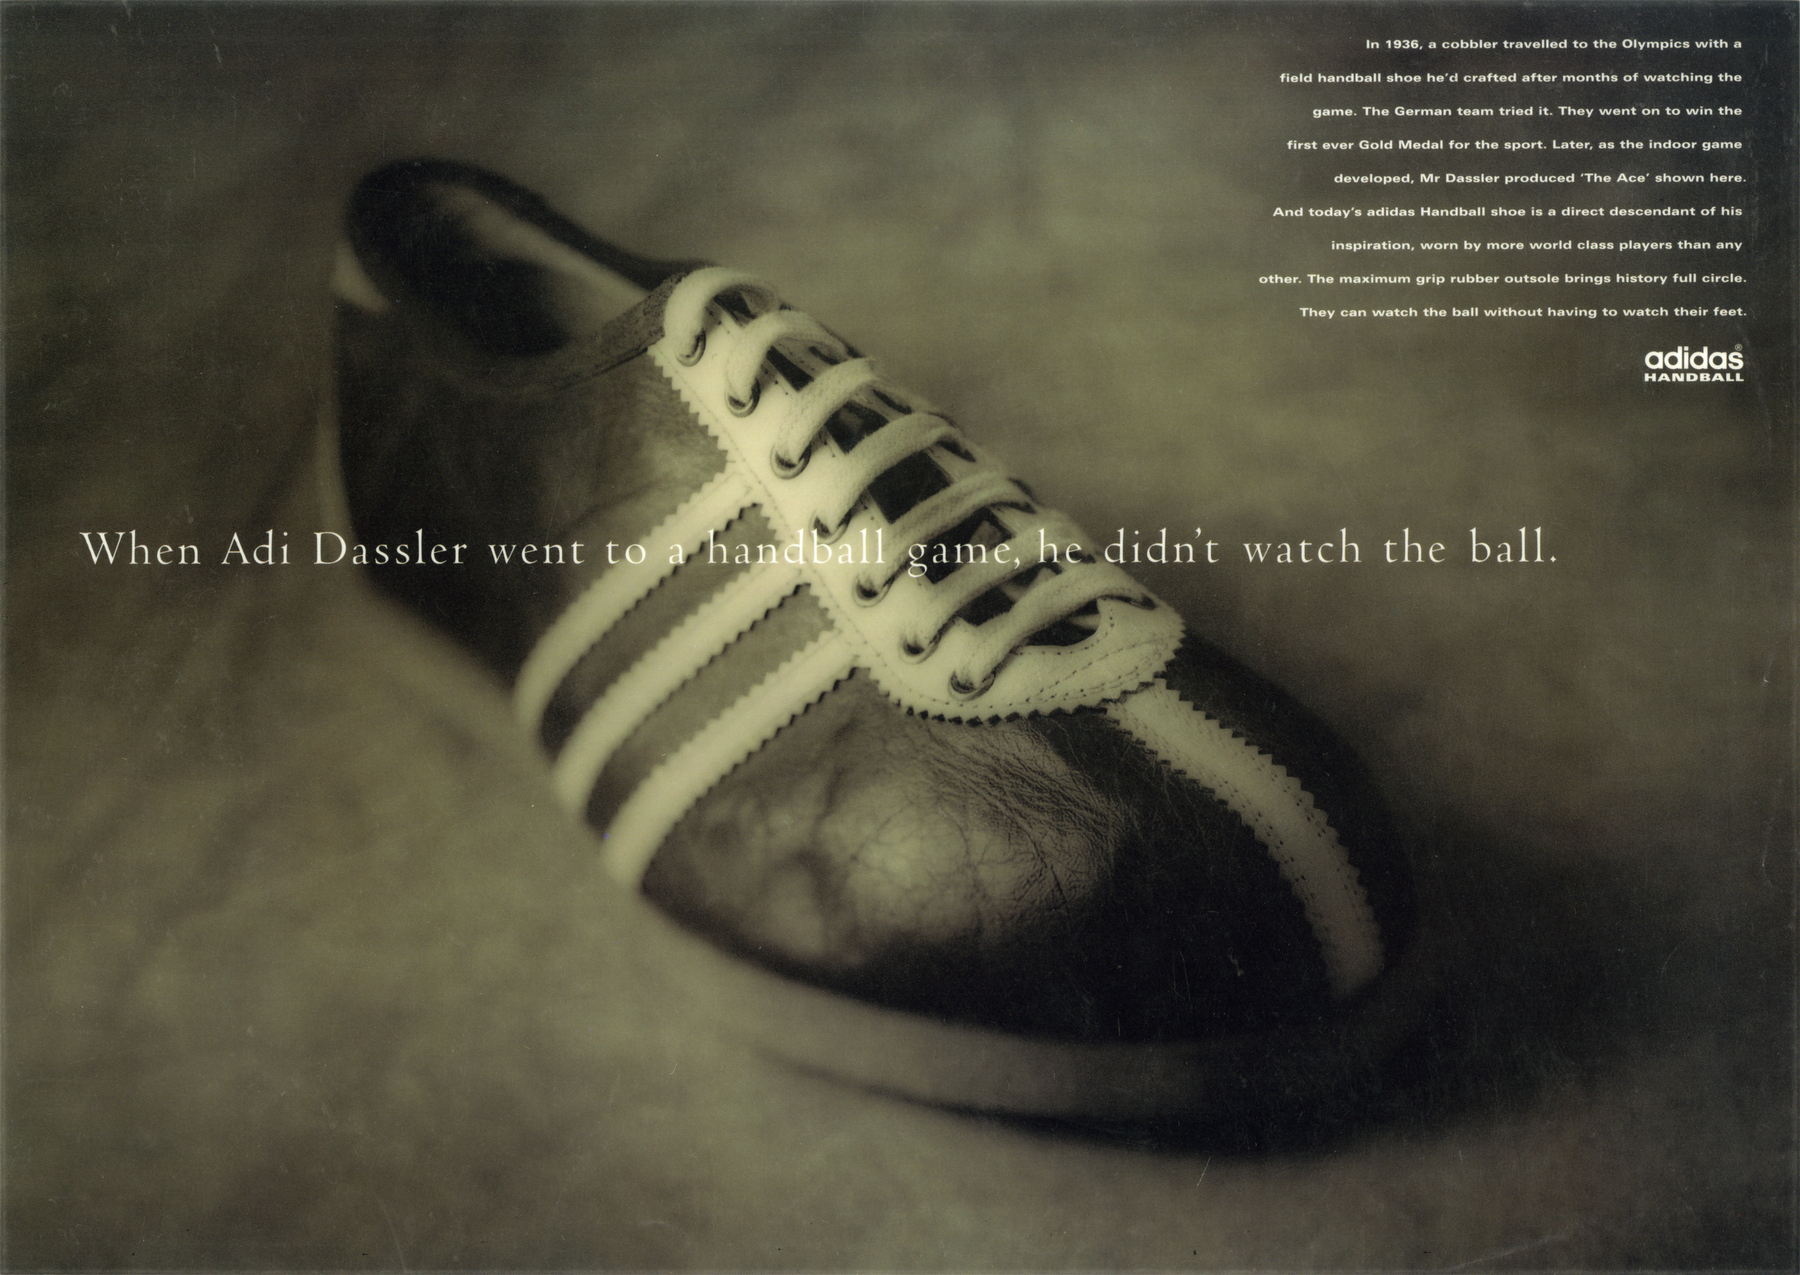 In 1936, a cobbler travelled to the Olympics with a
field handball shoe he'd crafted after months of watching the
game. The German team tried it. They went on to win the
first ever Gold Medal for the sport. Later, as the indoor game
developed, Mr Dassler produced 'The Ace' shown here.
And today's adidas Handball shoe is a direct descendant of his
inspiration, worn by more world class players than any
other. The maximum grip rubber outsole brings history full circle.
They can watch the ball without having to watch their feet.
adidas®
HANDBALL
When Adi Dassler went to a handball game, he didn't watch the ball.